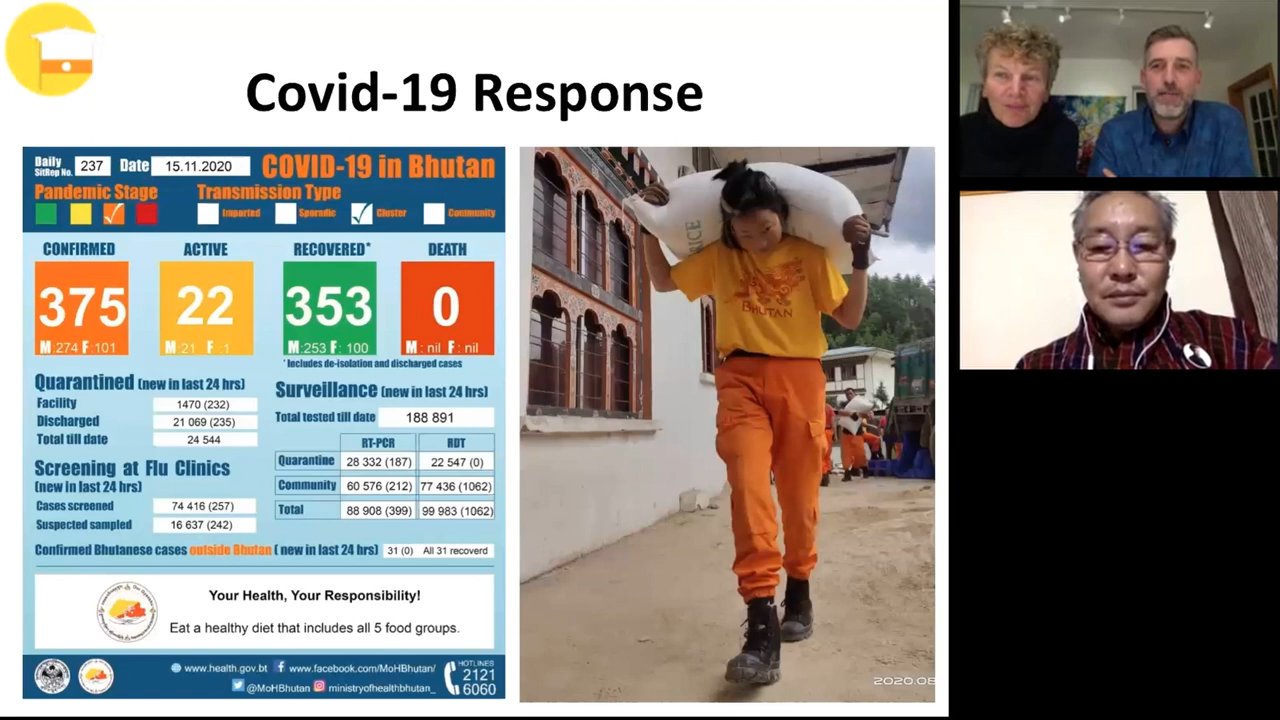 Covid-19 Response
Daily SitRep No. 237 Date 15.11.2020 COVID-19 in Bhutan
Pandemic Stage Transmission Type
Imported Sporadic Cluster Community
CONFIRMED ACTIVE RECOVERED* DEATH
375 22 353 0
M:274 F:101 M:21 F:1 M:253 F:100 M:nil F:nil
* Includes de-isolation and discharged cases
Quarantined (new in last 24 hrs)
Facility 1470 (232)
Discharged 21 069 (235)
Total till date 24 544
Surveillance (new in last 24 hrs)
Total tested till date 188 891
RT-PCR RDT
Quarantine 28 332 (187) 22 547 (0)
Community 60 576 (212) 77 436 (1062)
Total 88 908 (399) 99 983 (1062)
Screening at Flu Clinics
(new in last 24 hrs)
Cases screened 74 416 (257)
Suspected sampled 16 637 (242)
Confirmed Bhutanese cases outside Bhutan ( new in last 24 hrs) 31 (0) All 31 recoverd
Your Health, Your Responsibility!
Eat a healthy diet that includes all 5 food groups.
www.health.gov.bt www.facebook.com/MoHBhutan/
@MoHBhutan ministryofhealthbhutan_
HOTLINES
2121
6060
RICE
BHUTAN
2020.08